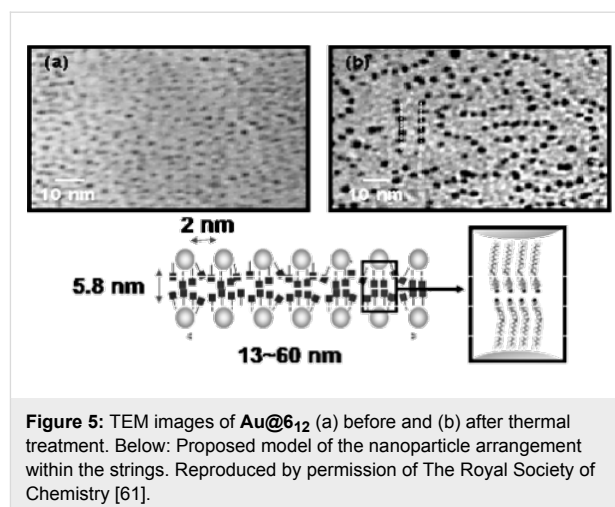 (a)
(b)
10 nm
10 nm
2 nm
5.8 nm
13~60 nm
Figure 5: TEM images of Au@6₁₂ (a) before and (b) after thermal
treatment. Below: Proposed model of the nanoparticle arrangement
within the strings. Reproduced by permission of The Royal Society of
Chemistry [61].